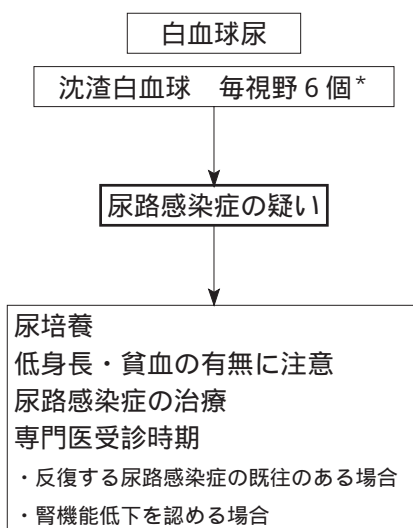 白血球尿
沈渣白血球　毎視野 6 個*
尿路感染症の疑い
尿培養
低身長・貧血の有無に注意
尿路感染症の治療
専門医受診時期
・反復する尿路感染症の既往のある場合
・腎機能低下を認める場合